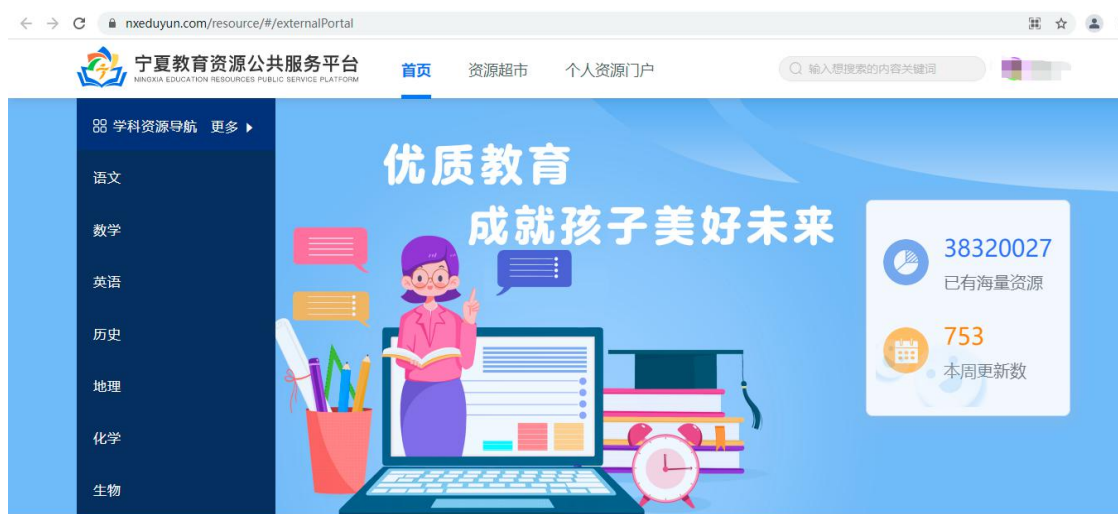 nxeduyun.com/resource/#/externalPortal
宁夏教育资源公共服务平台
NINGXIA EDUCATION RESOURCES PUBLIC SERVICE PLATFORM
首页 资源超市 个人资源门户 输入想搜索的内容关键词
学科资源导航 更多
语文
数学
英语
历史
地理
化学
生物
优质教育
成就孩子美好未来
38320027
已有海量资源
753
本周更新数